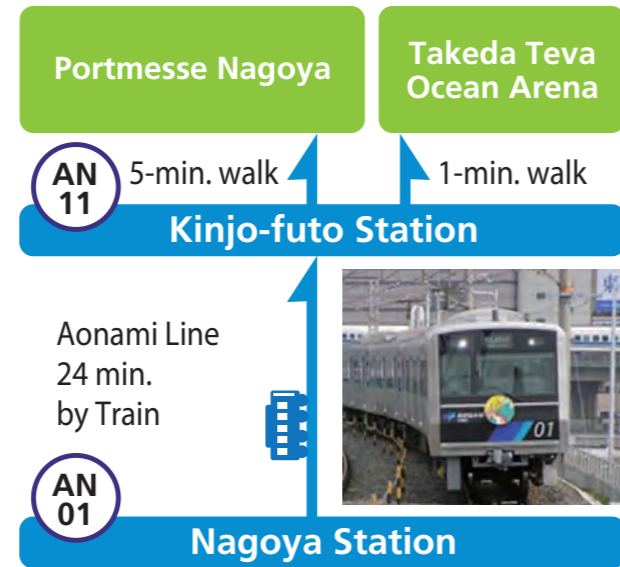 Portmesse Nagoya
Takeda Teva
Ocean Arena
AN
11
5-min. walk
1-min. walk
Kinjo-futo Station
Aonami Line
24 min.
by Train
01
AN
01
Nagoya Station